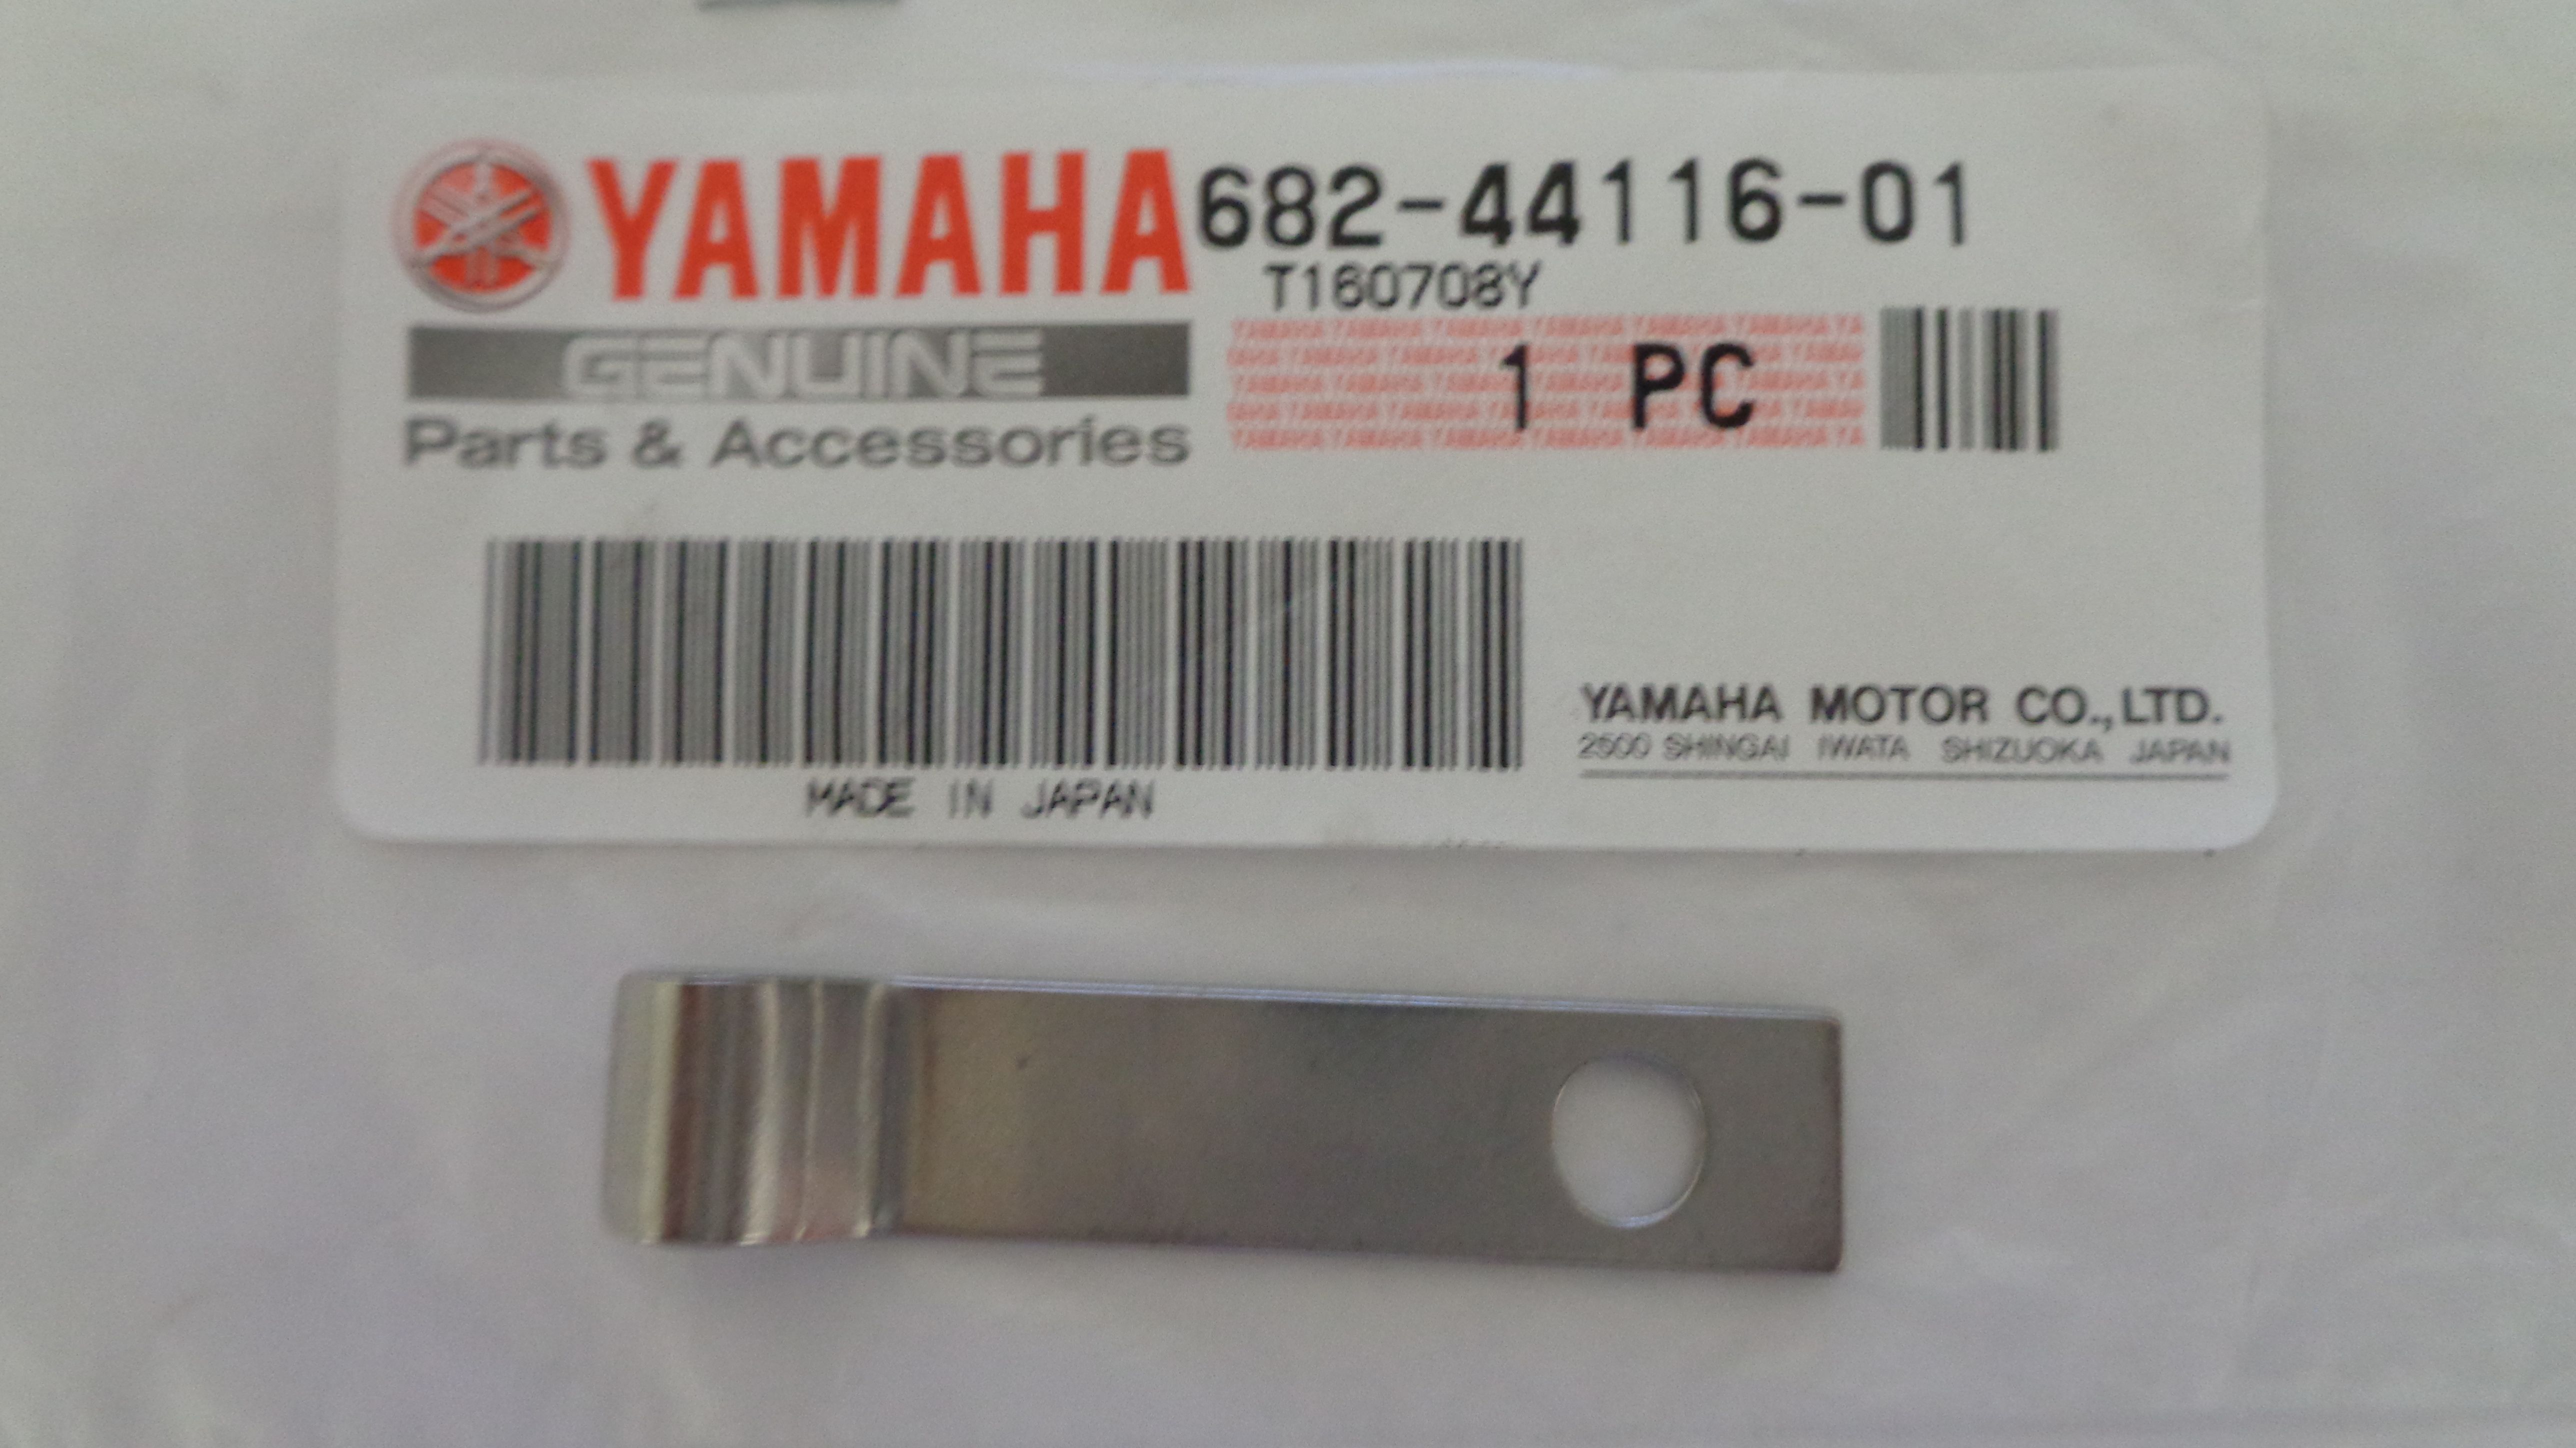 YAMAHA 682-44116-01
T160708Y
GENUINE
1 PC
Parts & Accessories
YAMAHA MOTOR CO.,LTD.
2500 SHINGAI IWATA SHIZUOKA JAPAN
MADE IN JAPAN